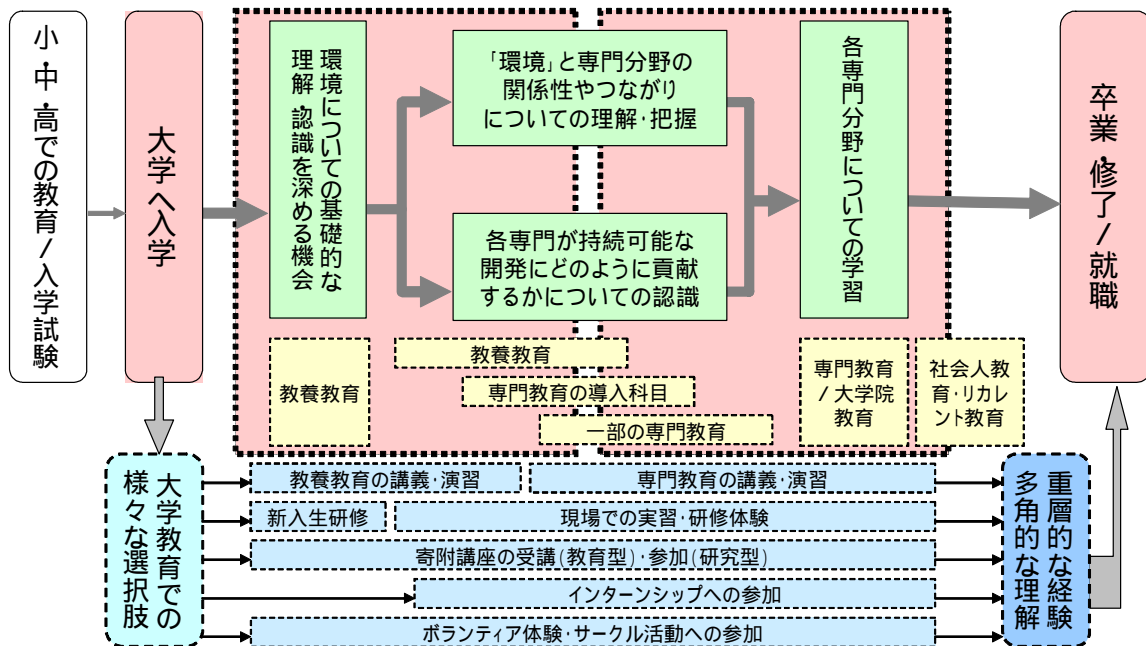 小・中・高での教育/入学試験
大学へ入学
環境についての基礎的な
理解・認識を深める機会
「環境」と専門分野の
関係性やつながり
についての理解・把握
各専門が持続可能な
開発にどのように貢献
するかについての認識
各専門分野についての学習
卒業・修了/就職
教養教育
教養教育
専門教育の導入科目
一部の専門教育
専門教育
/大学院
教育
社会人教
育・リカレ
ント教育
大学教育での
様々な選択肢
教養教育の講義・演習
専門教育の講義・演習
新入生研修
現場での実習・研修体験
寄附講座の受講(教育型)・参加(研究型)
インターンシップへの参加
ボランティア体験・サークル活動への参加
重層的な経験
多角的な理解